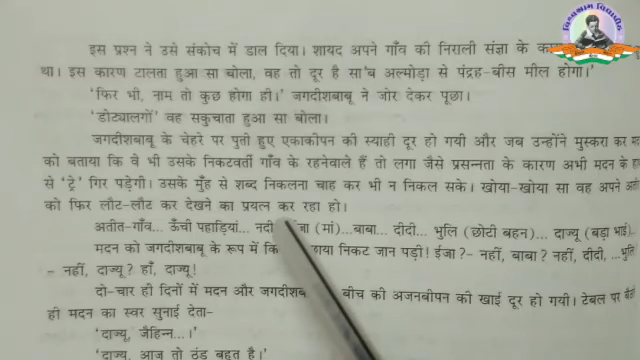 विश्वधाम विद्यापीठ
इस प्रश्न ने उसे संकोच में डाल दिया। शायद अपने गाँव की निराली संज्ञा के
था। इस कारण टालता हुआ सा बोला, वह तो दूर है सा'ब अल्मोड़ा से पंद्रह-बीस मील होगा।'
'फिर भी, नाम तो कुछ होगा ही।' जगदीशबाबू ने जोर देकर पूछा।
'डोट्यालगों' वह सकुचाता हुआ सा बोला।
जगदीशबाबू के चेहरे पर पुती हुए एकाकीपन की स्याही दूर हो गयी और जब उन्होंने मुस्करा कर
को बताया कि वे भी उसके निकटवर्ती गाँव के रहनेवाले हैं तो लगा जैसे प्रसन्नता के कारण अभी मदन के
से 'ट्रे' गिर पड़ेगी। उसके मुँह से शब्द निकलना चाह कर भी न निकल सके। खोया-खोया सा वह अपने
को फिर लौट-लौट कर देखने का प्रयत्न कर रहा हो।
अतीत-गाँव... ऊँची पहाड़ियां... नदी (मां)... बाबा... दीदी... भुलि (छोटी बहन)... दाज्यू (बड़ा भाई)...
मदन को जगदीशबाबू के रूप में छाया निकट जान पड़ी! ईजा?- नहीं, बाबा? नहीं, दीदी, ...भुलि
- नहीं, दाज्यू? हाँ, दाज्यू!
दो-चार ही दिनों में मदन और बीच की अजनबीपन की खाई दूर हो गयी। टेबल पर
ही मदन का स्वर सुनाई देता-
'दाज्यू, जैहिन्न...।'
'दाज्यू, आज तो ठंड बहुत है।'